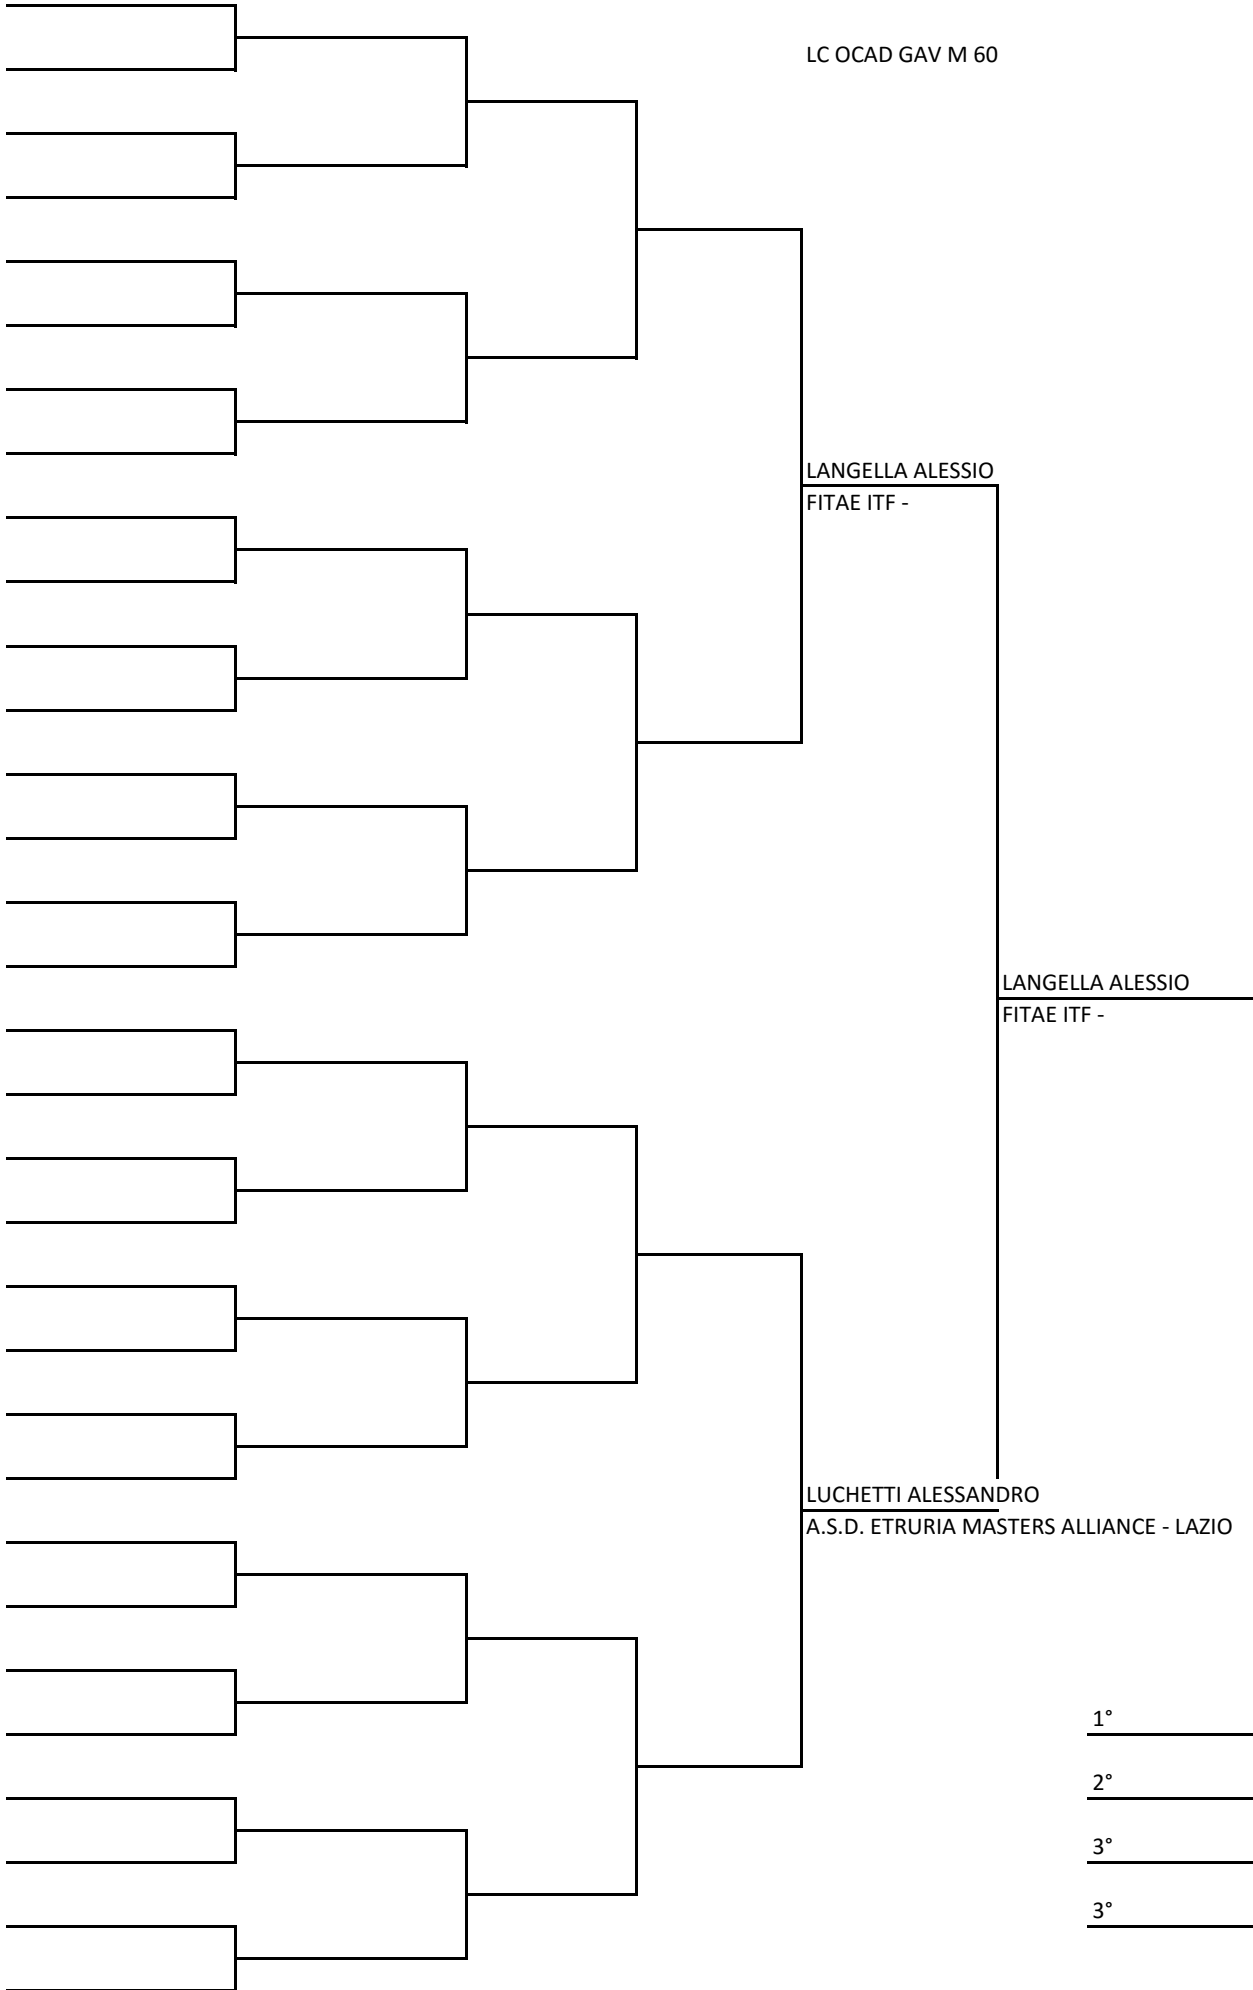 LC OCAD GAV M 60
LANGELLA ALESSIO
FITAE ITF -
LANGELLA ALESSIO
FITAE ITF -
LUCHETTI ALESSANDRO
A.S.D. ETRURIA MASTERS ALLIANCE - LAZIO
1°
2°
3°
3°